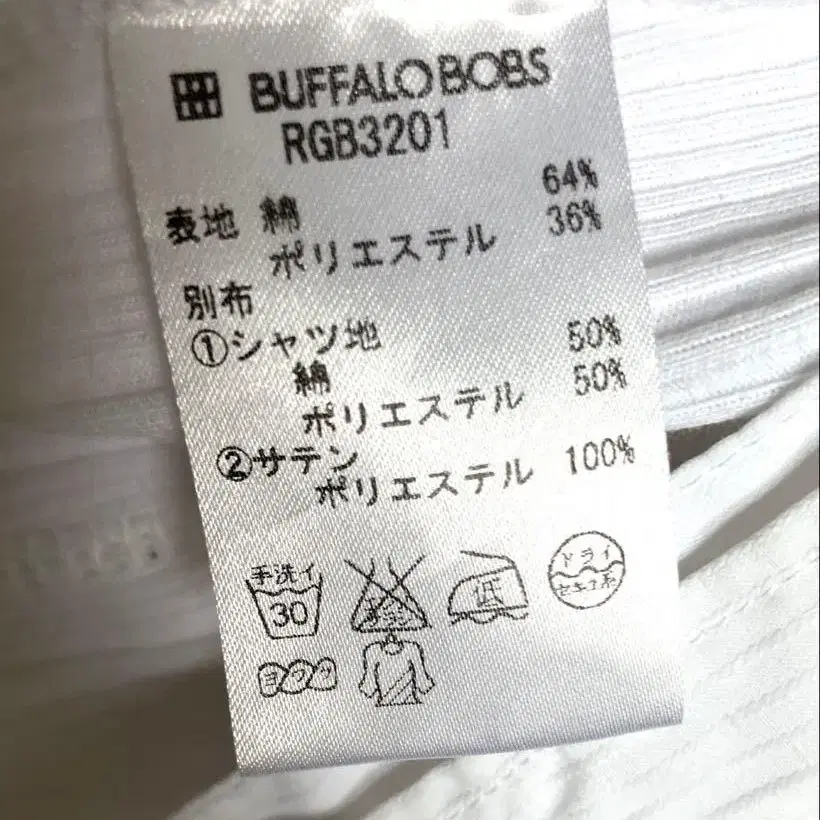 BUFFALO BOBS
RGB3201
表地 綿 64%
ポリエステル 36%
別布
①シャツ地
綿 50%
ポリエステル 50%
②サテン
ポリエステル 100%
手洗イ
30
低
ドライ
セキユ系
ヨワク